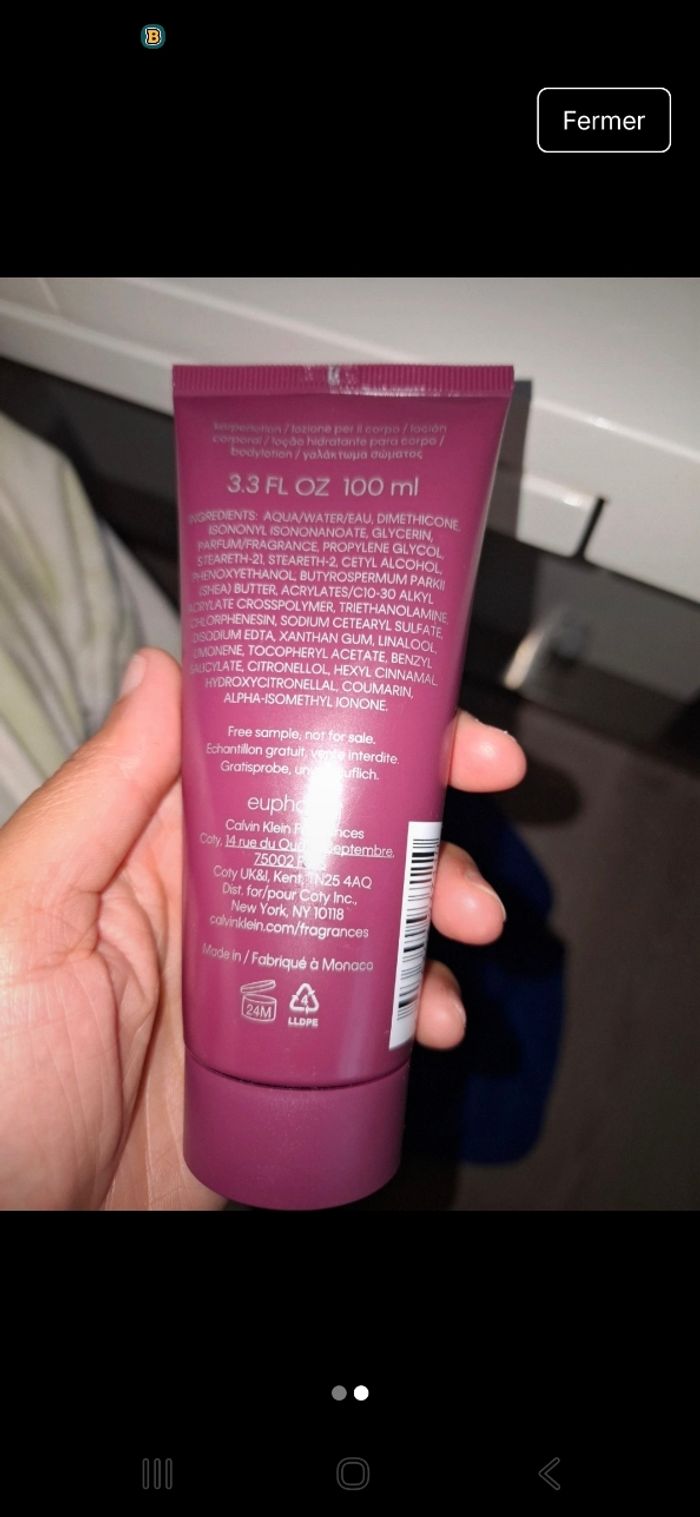 B
Fermer
körperlotion / lozione per il corpo / loción
corporal / loção hidratante para corpo /
bodylotion / γαλάκτωμα σώματος
3.3 FL OZ 100 ml
INGREDIENTS: AQUA/WATER/EAU, DIMETHICONE,
ISONONYL ISONONANOATE, GLYCERIN,
PARFUM/FRAGRANCE, PROPYLENE GLYCOL,
STEARETH-21, STEARETH-2, CETYL ALCOHOL,
PHENOXYETHANOL, BUTYROSPERMUM PARKII
(SHEA) BUTTER, ACRYLATES/C10-30 ALKYL
ACRYLATE CROSSPOLYMER, TRIETHANOLAMINE,
CHLORPHENESIN, SODIUM CETEARYL SULFATE,
DISODIUM EDTA, XANTHAN GUM, LINALOOL,
LIMONENE, TOCOPHERYL ACETATE, BENZYL
SALICYLATE, CITRONELLOL, HEXYL CINNAMAL,
HYDROXYCITRONELLAL, COUMARIN,
ALPHA-ISOMETHYL IONONE.
Free sample, not for sale.
Echantillon gratuit, vente interdite.
Gratisprobe,
Calvin Klein
Coty, 14 rue du
75002
Coty UK&I, Kent, TN25 4AQ
Dist. for/pour Coty Inc.,
New York, NY 10118
calvinklein.com/fragrances
Made in / Fabriqué à Monaco
24M
4
LLDPE